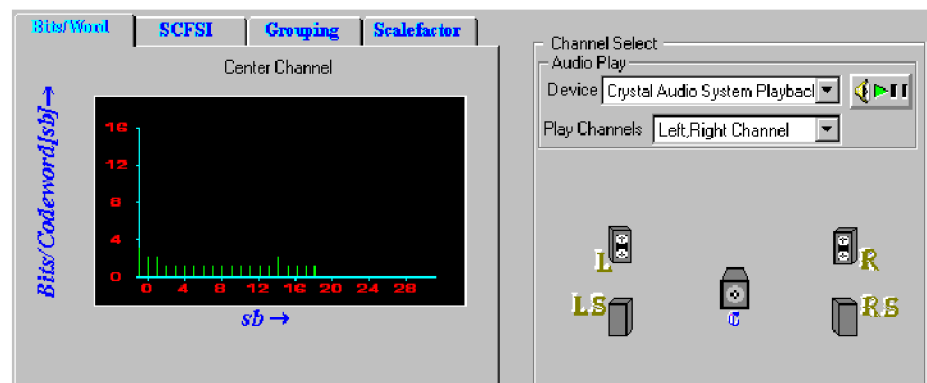 Bits/Word SCFSI Grouping Scalefactor
Center Channel
Bits/Codeword[sb]→
16
12
8
4
0
0 4 8 12 16 20 24 28
sb →
Channel Select
Audio Play
Device Crystal Audio System Playbacl
Play Channels Left,Right Channel
L R
LS C RS